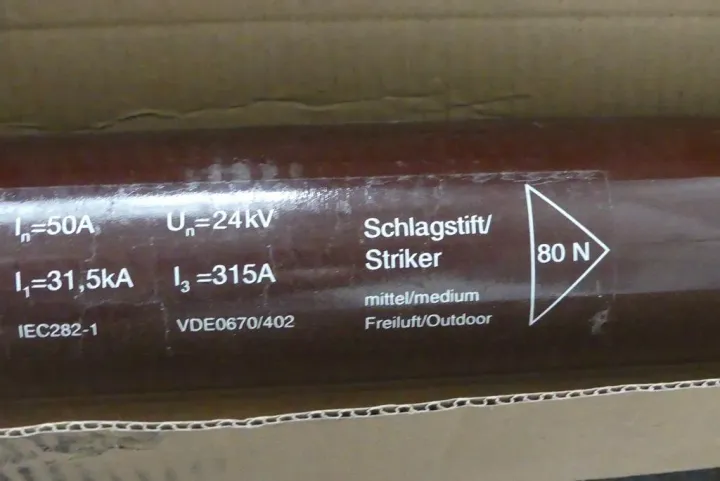 Iₙ=50A Uₙ=24kV
I₁=31,5kA I₃ =315A
IEC282-1 VDE0670/402
Schlagstift/
Striker
mittel/medium
Freiluft/Outdoor
80 N